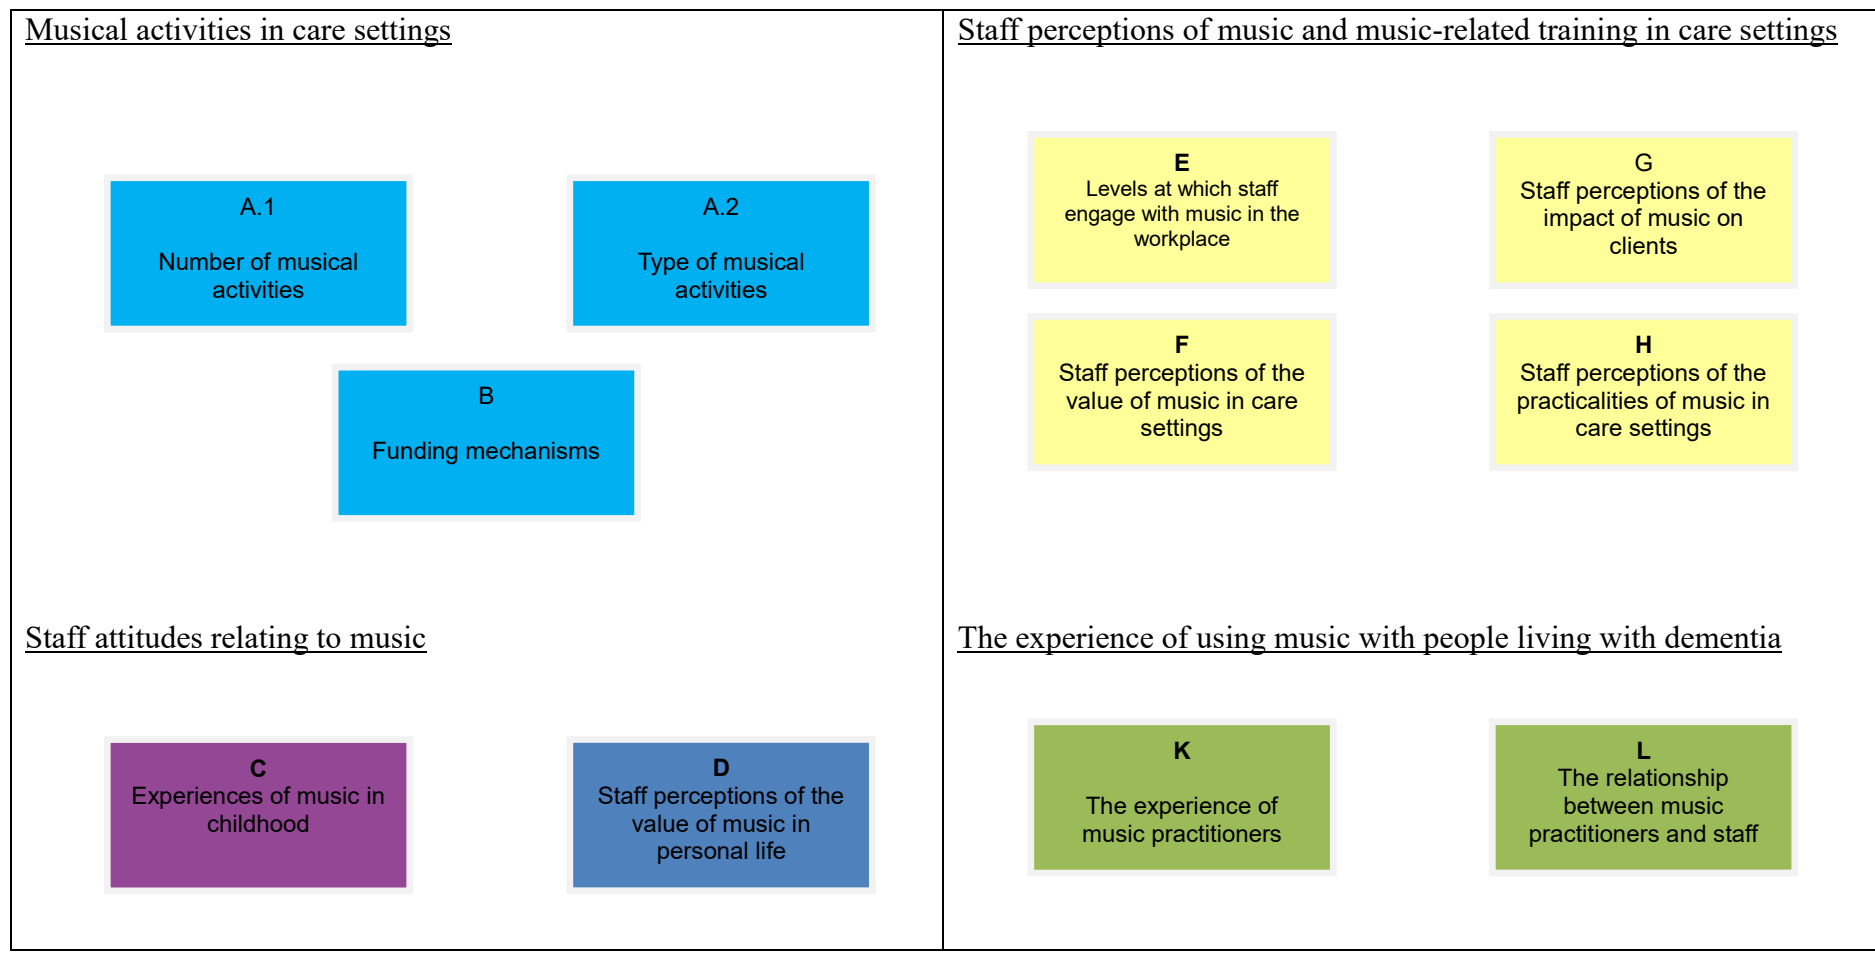 Musical activities in care settings
A.1
Number of musical
activities
A.2
Type of musical
activities
B
Funding mechanisms
Staff attitudes relating to music
C
Experiences of music in
childhood
D
Staff perceptions of the
value of music in
personal life
Staff perceptions of music and music-related training in care settings
E
Levels at which staff
engage with music in the
workplace
G
Staff perceptions of the
impact of music on
clients
F
Staff perceptions of the
value of music in care
settings
H
Staff perceptions of the
practicalities of music in
care settings
The experience of using music with people living with dementia
K
The experience of
music practitioners
L
The relationship
between music
practitioners and staff